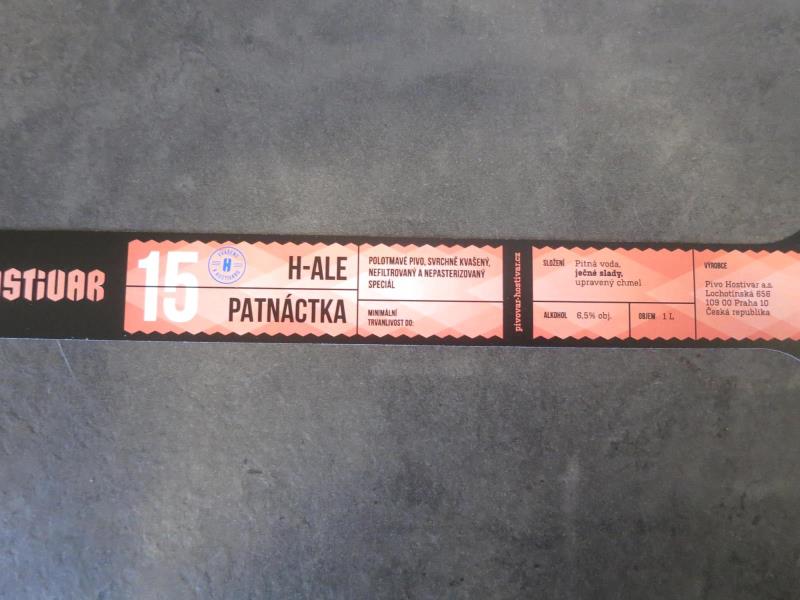 OSTIVAR
15
VAŘENO
H
V HOSTIVARU
H-ALE
PATNÁCTKA
POLOTMAVÉ PIVO, SVRCHNĚ KVAŠENÝ,
NEFILTROVANÝ A NEPASTERIZOVANÝ
SPECIÁL
MINIMÁLNÍ
TRVANLIVOST DO:
pivovar-hostivar.cz
SLOŽENÍ
Pitná voda,
ječné slady,
upravený chmel
ALKOHOL 6,5% obj.
OBJEM 1 L
VÝROBCE
Pivo Hostivar a.s.
Lochotínská 656
109 00 Praha 10
Česká republika